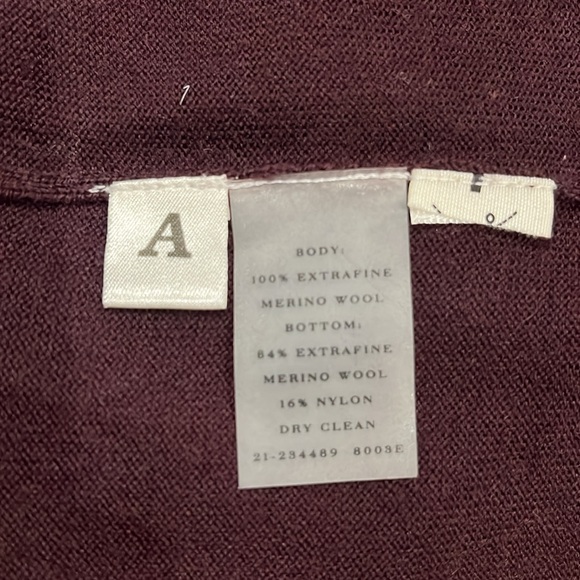 A
BODY:
100% EXTRAFINE
MERINO WOOL
BOTTOM:
84% EXTRAFINE
MERINO WOOL
16% NYLON
DRY CLEAN
21-234489 8003E